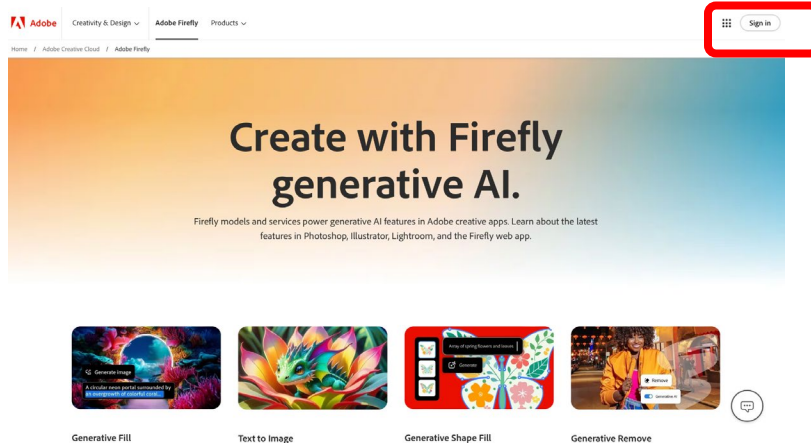 Adobe
Creativity & Design
Adobe Firefly
Products
Sign in
Home / Adobe Creative Cloud / Adobe Firefly
Create with Firefly
generative AI.
Firefly models and services power generative AI features in Adobe creative apps. Learn about the latest
features in Photoshop, Illustrator, Lightroom, and the Firefly web app.
Generate image
A circular neon portal surrounded by
an overgrowth of colorful coral...
Array of spring flowers and leaves
Generate
Remove
Generative AI
Generative Fill
Text to Image
Generative Shape Fill
Generative Remove